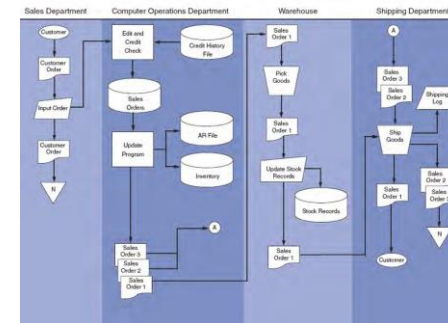 Sales Department
Computer Operations Department
Warehouse
Shipping Department
Customer
Customer
Order
Input Order
Customer
Order
N
Edit and
Credit
Check
Credit History
File
Sales
Orders
Update
Program
AR File
Inventory
A
Sales
Order 3
Sales
Order 2
Sales
Order 1
Sales
Order 1
Pick
Goods
Sales
Order 1
Update Stock
Records
Stock Records
Sales
Order 1
A
Sales
Order 3
Sales
Order 2
Shipping
Log
Ship
Goods
Sales
Order 1
Customer
Sales
Order 2
Sales
Order
N